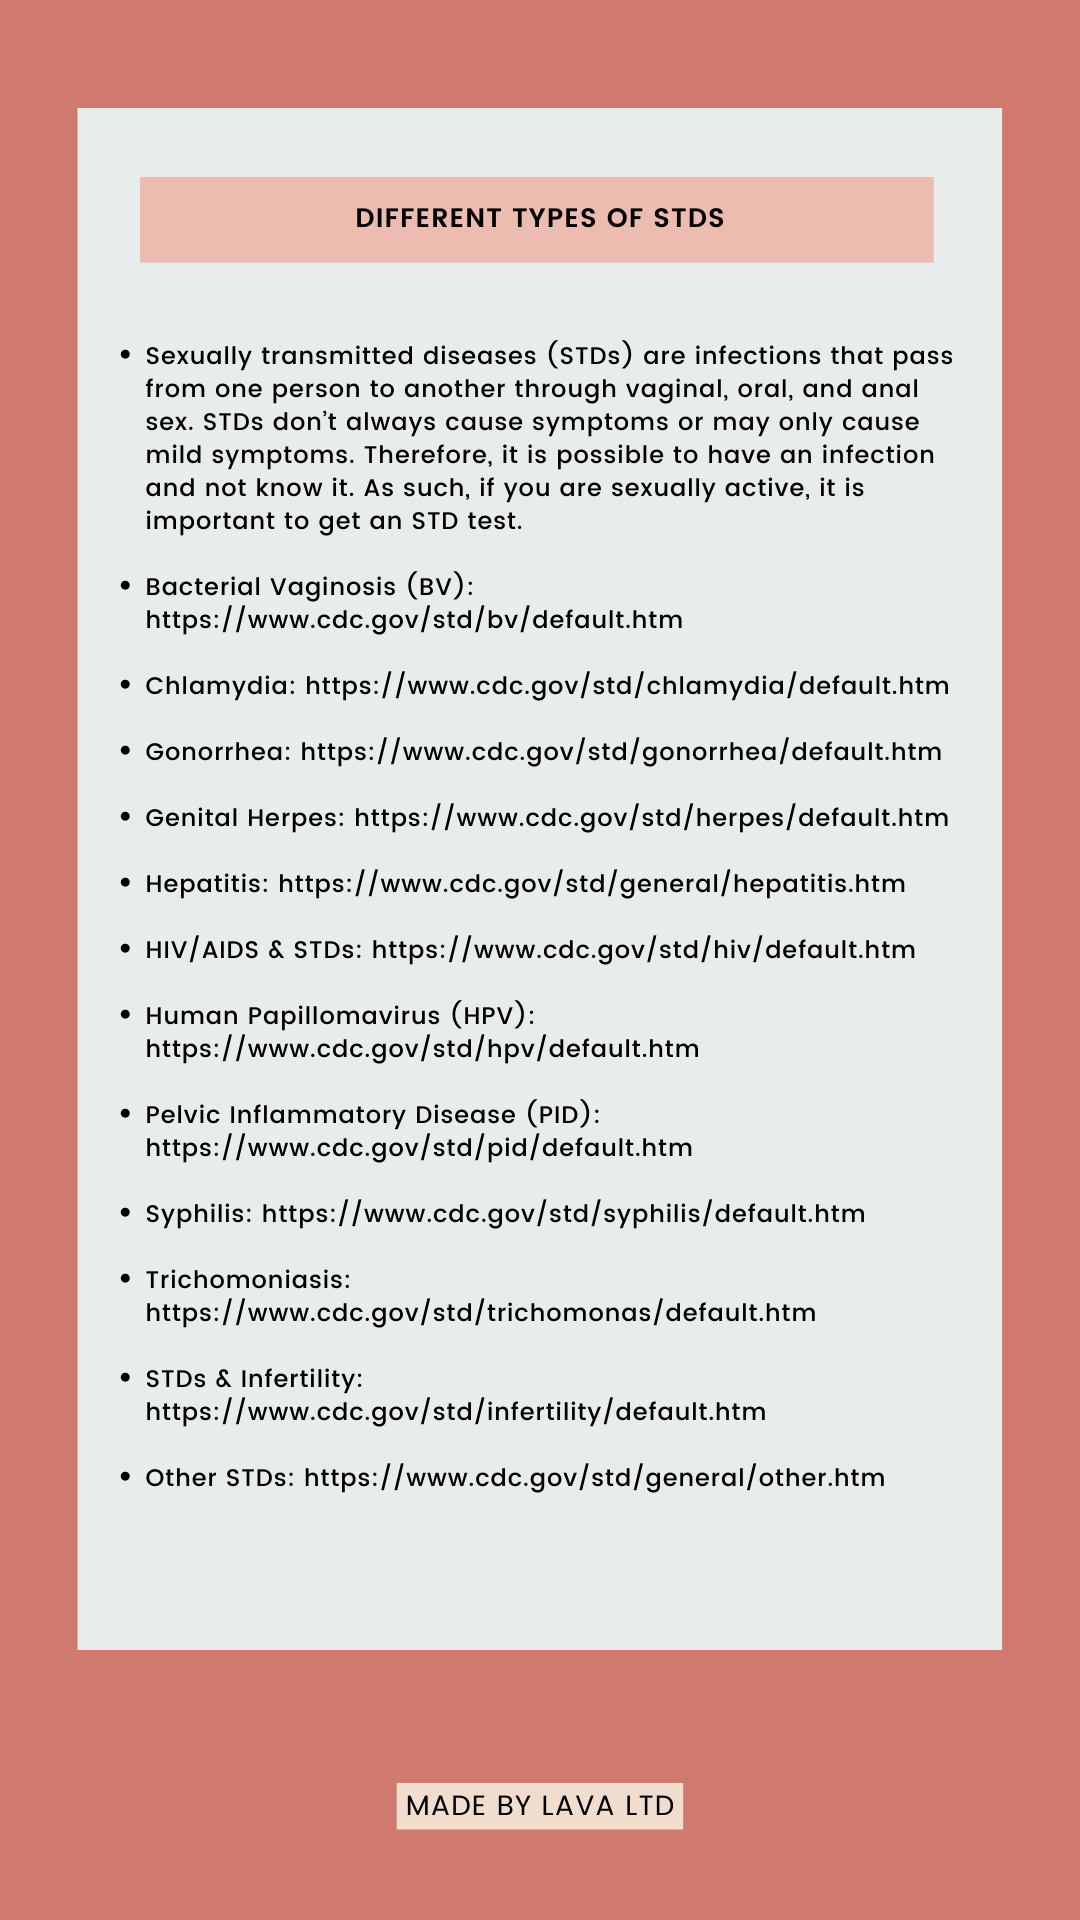 DIFFERENT TYPES OF STDS
• Sexually transmitted diseases (STDs) are infections that pass
from one person to another through vaginal, oral, and anal
sex. STDs don’t always cause symptoms or may only cause
mild symptoms. Therefore, it is possible to have an infection
and not know it. As such, if you are sexually active, it is
important to get an STD test.
• Bacterial Vaginosis (BV):
https://www.cdc.gov/std/bv/default.htm
• Chlamydia: https://www.cdc.gov/std/chlamydia/default.htm
• Gonorrhea: https://www.cdc.gov/std/gonorrhea/default.htm
• Genital Herpes: https://www.cdc.gov/std/herpes/default.htm
• Hepatitis: https://www.cdc.gov/std/general/hepatitis.htm
• HIV/AIDS & STDs: https://www.cdc.gov/std/hiv/default.htm
• Human Papillomavirus (HPV):
https://www.cdc.gov/std/hpv/default.htm
• Pelvic Inflammatory Disease (PID):
https://www.cdc.gov/std/pid/default.htm
• Syphilis: https://www.cdc.gov/std/syphilis/default.htm
• Trichomoniasis:
https://www.cdc.gov/std/trichomonas/default.htm
• STDs & Infertility:
https://www.cdc.gov/std/infertility/default.htm
• Other STDs: https://www.cdc.gov/std/general/other.htm
MADE BY LAVA LTD